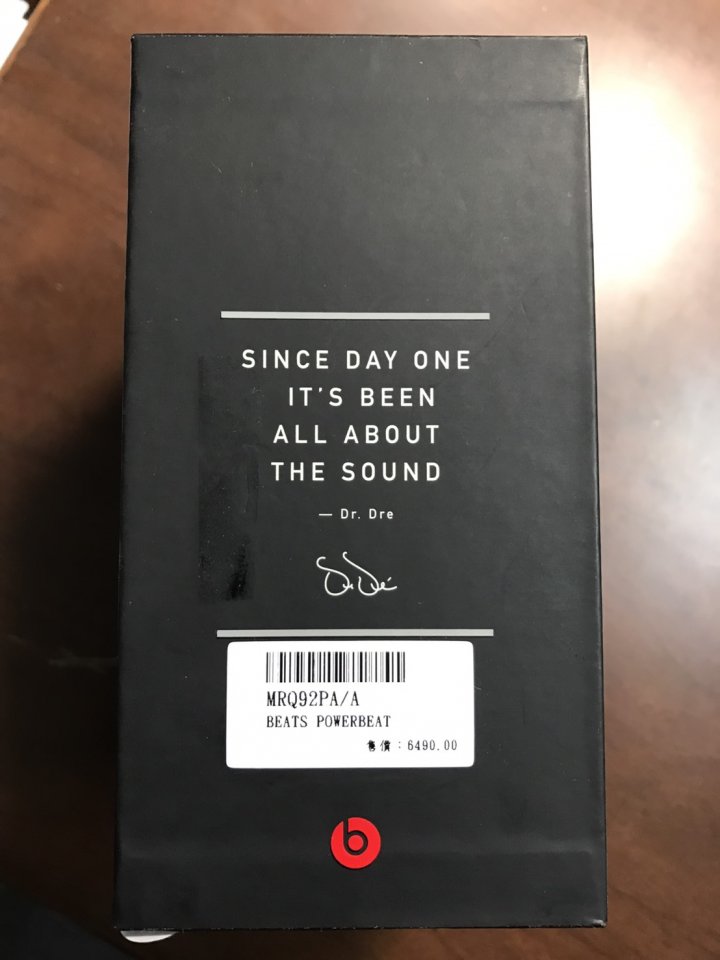 SINCE DAY ONE
IT'S BEEN
ALL ABOUT
THE SOUND
— Dr. Dre
MRQ92PA/A
BEATS POWERBEAT
售價：6490.00
b